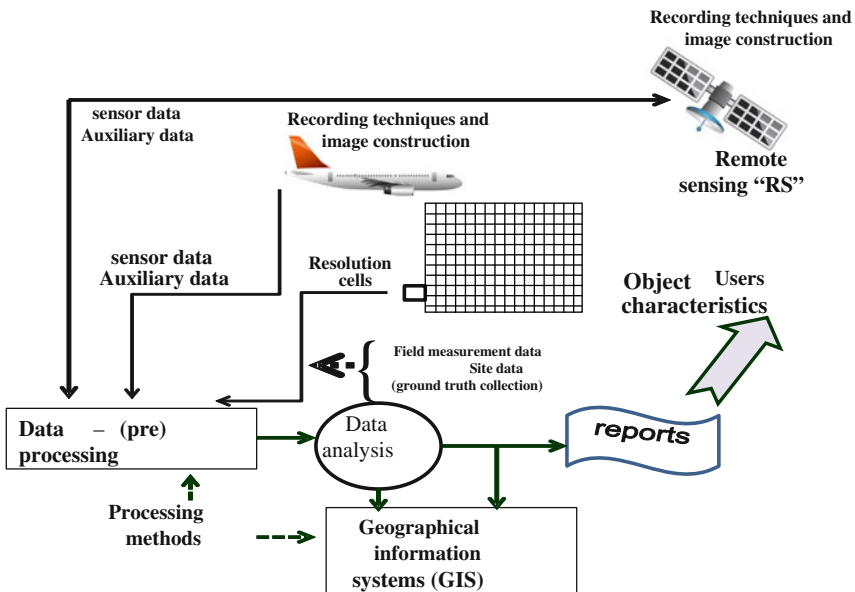 Recording techniques and
image construction
sensor data
Auxiliary data
Recording techniques and
image construction
Remote
sensing “RS”
sensor data
Auxiliary data
Resolution
cells
Object Users
characteristics
Field measurement data
Site data
(ground truth collection)
Data – (pre)
processing
Data
analysis
reports
Processing
methods
Geographical
information
systems (GIS)